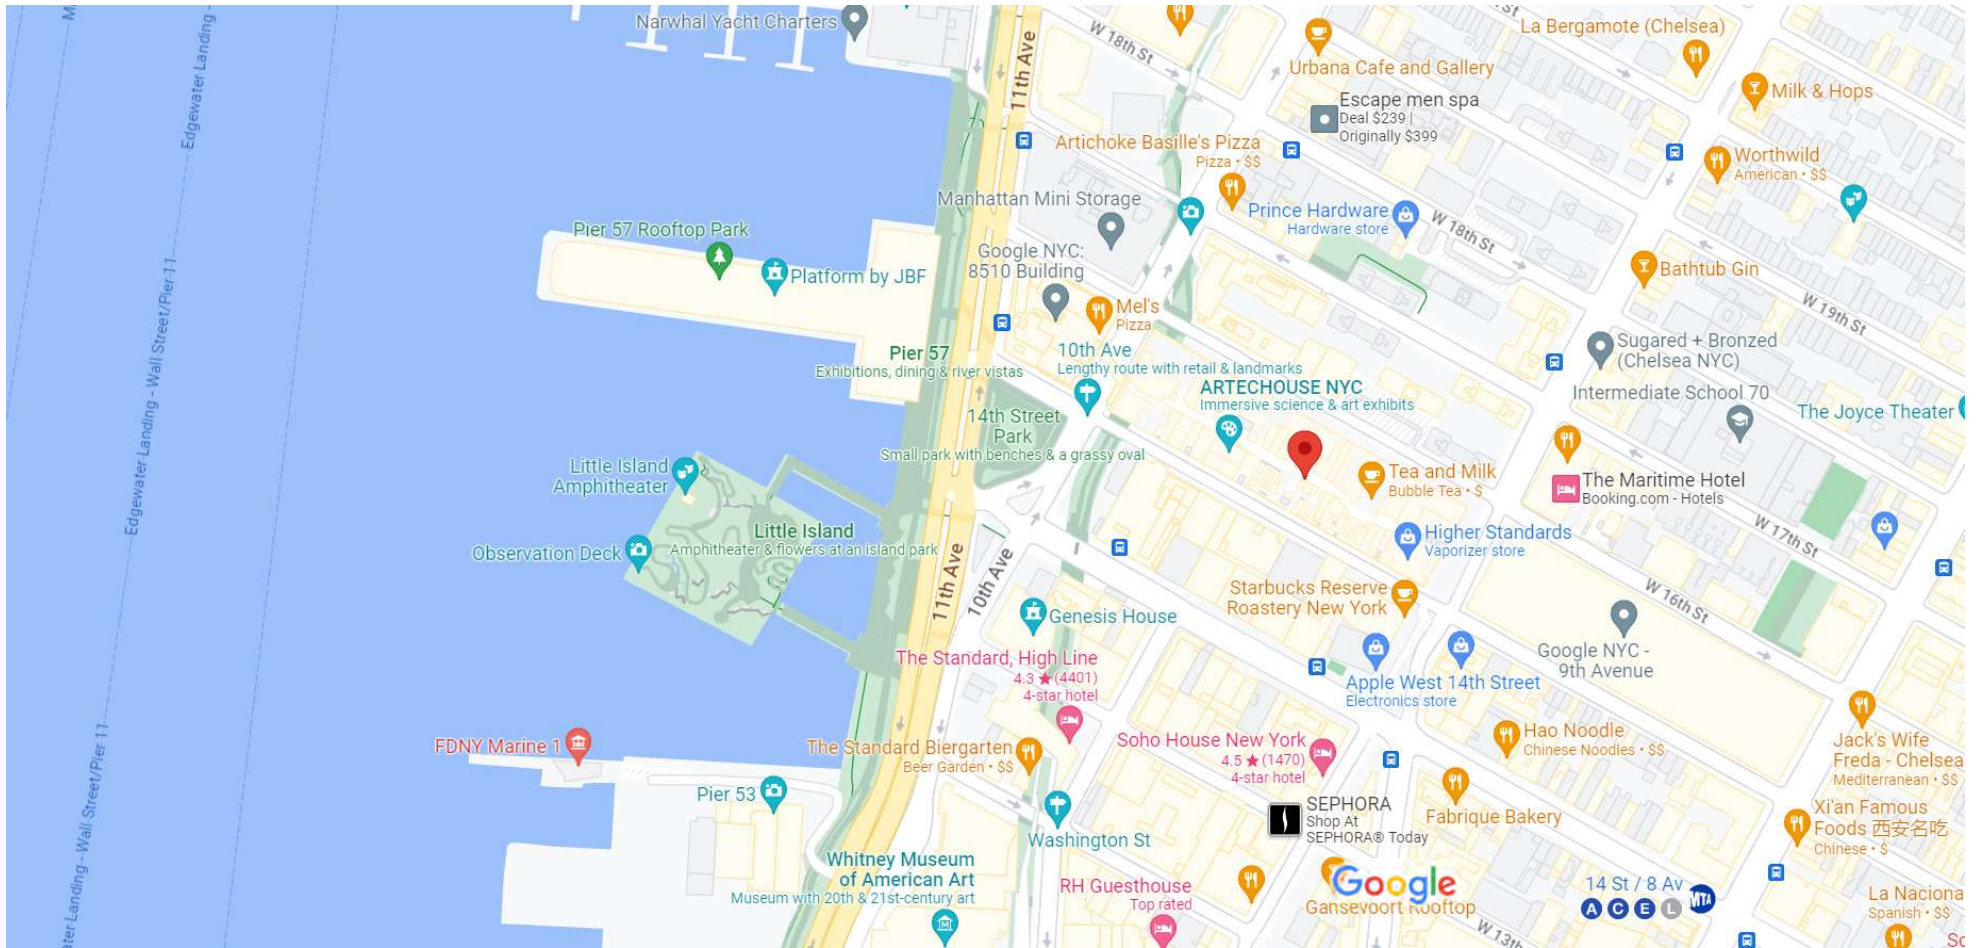 Narwhal Yacht Charters
M
Edgewater Landing -
11th Ave
W 18th St
La Bergamote (Chelsea)
Urbana Cafe and Gallery
Milk & Hops
Escape men spa
Deal $239 |
Originally $399
Artichoke Basille's Pizza
Pizza • $$
Worthwild
American • $$
Manhattan Mini Storage
Prince Hardware
Hardware store
W 18th St
Pier 57 Rooftop Park
Google NYC:
8510 Building
Platform by JBF
Bathtub Gin
Mel's
Pizza
W 19th St
Edgewater Landing - Wall Street/Pier 11
Sugared + Bronzed
(Chelsea NYC)
Pier 57
Exhibitions, dining & river vistas
10th Ave
Lengthy route with retail & landmarks
ARTECHOUSE NYC
Immersive science & art exhibits
Intermediate School 70
The Joyce Theater
14th Street
Park
Small park with benches & a grassy oval
Little Island
Amphitheater
Tea and Milk
Bubble Tea • $
The Maritime Hotel
Booking.com - Hotels
Little Island
Amphitheater & flowers at an island park
Observation Deck
Higher Standards
Vaporizer store
W 17th St
11th Ave
10th Ave
Starbucks Reserve
Roastery New York
W 16th St
Genesis House
Google NYC -
9th Avenue
The Standard, High Line
4.3 ★ (4401)
4-star hotel
Apple West 14th Street
Electronics store
FDNY Marine 1
The Standard Biergarten
Beer Garden • $$
Soho House New York
4.5 ★ (1470)
4-star hotel
Hao Noodle
Chinese Noodles • $$
Jack's Wife
Freda - Chelsea
Mediterranean • $$
Pier 53
SEPHORA
Shop At
SEPHORA® Today
Fabrique Bakery
Xi'an Famous
Foods 西安名吃
Chinese • $
Washington St
ater Landing - Wall Street/Pier 11
Whitney Museum
of American Art
Museum with 20th & 21st-century art
RH Guesthouse
Top rated
Google
Gansevoort Rooftop
14 St / 8 Av
A C E L
MTA
La Naciona
Spanish • $$
W 13th
So